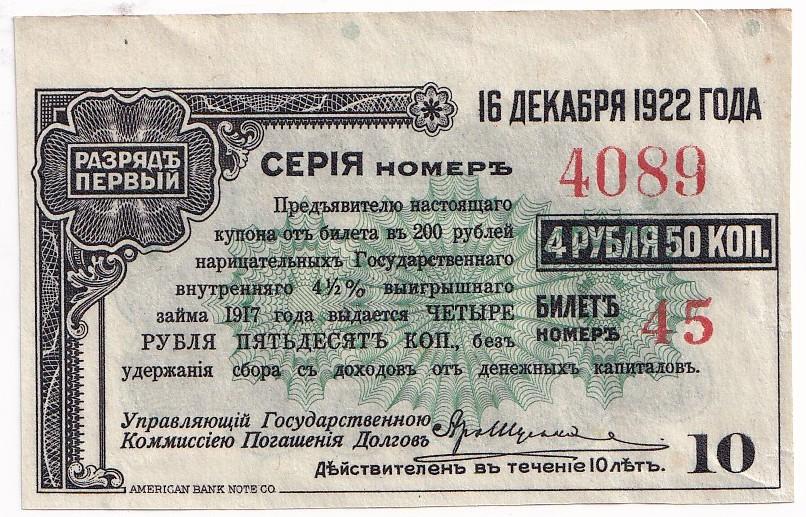 16 ДЕКАБРЯ 1922 ГОДА
РАЗРЯДЪ
ПЕРВЫЙ
СЕРІЯ НОМЕРЪ 4089
Предъявителю настоящаго
купона отъ билета въ 200 рублей
нарицательныхъ Государственнаго
внутренняго 4½% выигрышнаго
займа 1917 года выдается ЧЕТЫРЕ
РУБЛЯ ПЯТЬДЕСЯТЪ КОП., безъ
удержанія сбора съ доходовъ отъ денежныхъ капиталовъ.
4 РУБЛЯ 50 КОП.
БИЛЕТЪ
НОМЕРЪ 45
Управляющій Государственною
Коммиссіею Погашенія Долговъ
Дѣйствителенъ въ теченіе 10 лѣтъ.
10
AMERICAN BANK NOTE CO.